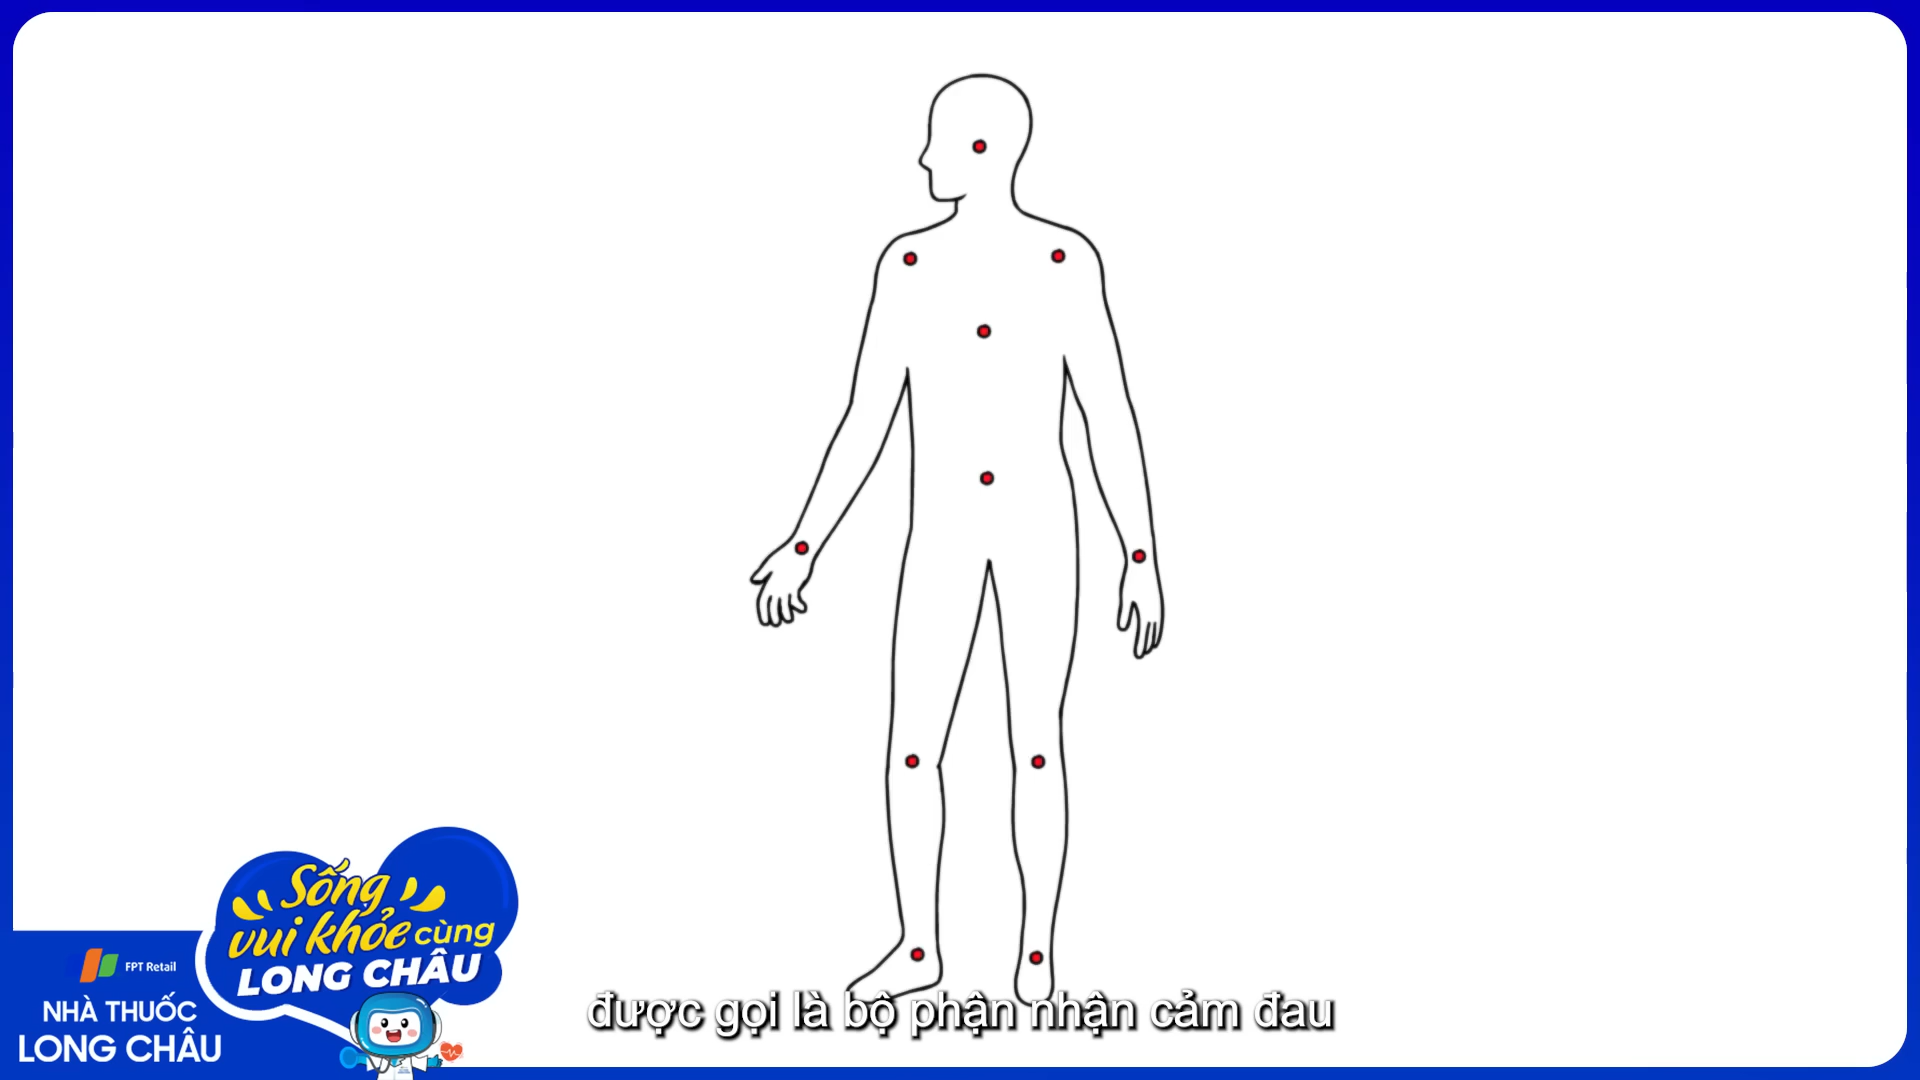 Sống
vui khỏe cùng
LONG CHÂU
FPT Retail
NHÀ THUỐC
LONG CHÂU
được gọi là bộ phận nhận cảm đau